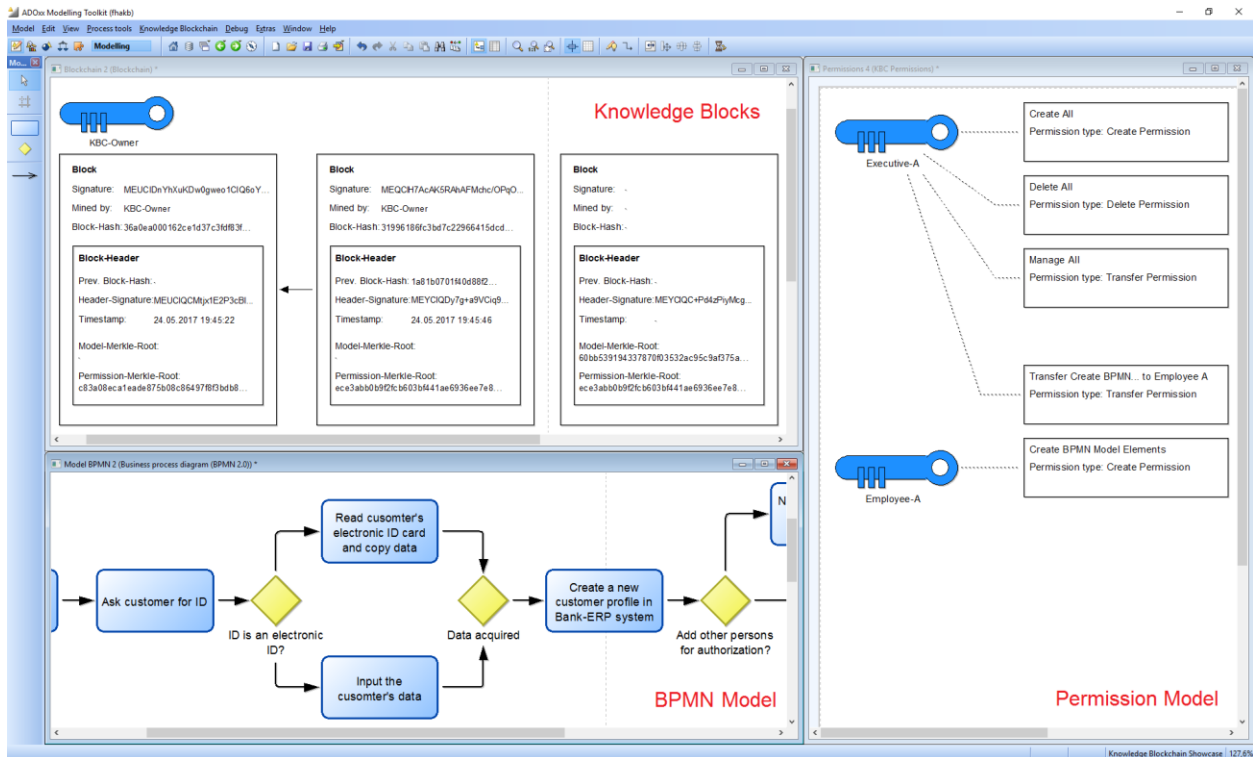 ADOxx Modelling Toolkit (fhakb)
Model Edit View Process tools Knowledge Blockchain Debug Extras Window Help
Modelling
Mo...
Blockchain 2 (Blockchain) *
Knowledge Blocks
KBC-Owner
Block
Signature: MEUCIDnYhXuKDw0gweo1CIQ6oY...
Mined by: KBC-Owner
Block-Hash: 36a0ea000162ce1d37c3fdf83f...
Block-Header
Prev. Block-Hash: -
Header-Signature: MEUCIQCMtjx1E2P3cBI...
Timestamp: 24.05.2017 19:45:22
Model-Merkle-Root:
-
Permission-Merkle-Root:
c83a08eca1eade875b08c86497f8f3bdb8...
Block
Signature: MEQCIH7AcAK5RAhAFMchc/OPqO...
Mined by: KBC-Owner
Block-Hash: 31996186fc3bd7c22966415dcd...
Block-Header
Prev. Block-Hash: 1a81b0701f40d88f2...
Header-Signature: MEYCIQDy7g+a9VCiq9...
Timestamp: 24.05.2017 19:45:46
Model-Merkle-Root:
-
Permission-Merkle-Root:
ece3abb0b9f2fcb603bf441ae6936ee7e8...
Block
Signature: -
Mined by: -
Block-Hash: -
Block-Header
Prev. Block-Hash: -
Header-Signature: MEYCIQC+Pd4zPiyMcg...
Timestamp: -
Model-Merkle-Root:
60bb539194337870f03532ac95c9af375a...
Permission-Merkle-Root:
ece3abb0b9f2fcb603bf441ae6936ee7e8...
Model BPMN 2 (Business process diagram (BPMN 2.0)) *
Ask customer for ID
ID is an electronic
ID?
Read cusomter's
electronic ID card
and copy data
Input the
cusomter's data
Data acquired
Create a new
customer profile in
Bank-ERP system
Add other persons
for authorization?
N
BPMN Model
Permissions 4 (KBC Permissions) *
Executive-A
Create All
Permission type: Create Permission
Delete All
Permission type: Delete Permission
Manage All
Permission type: Transfer Permission
Transfer Create BPMN... to Employee A
Permission type: Transfer Permission
Employee-A
Create BPMN Model Elements
Permission type: Create Permission
Permission Model
Knowledge Blockchain Showcase 127.6%